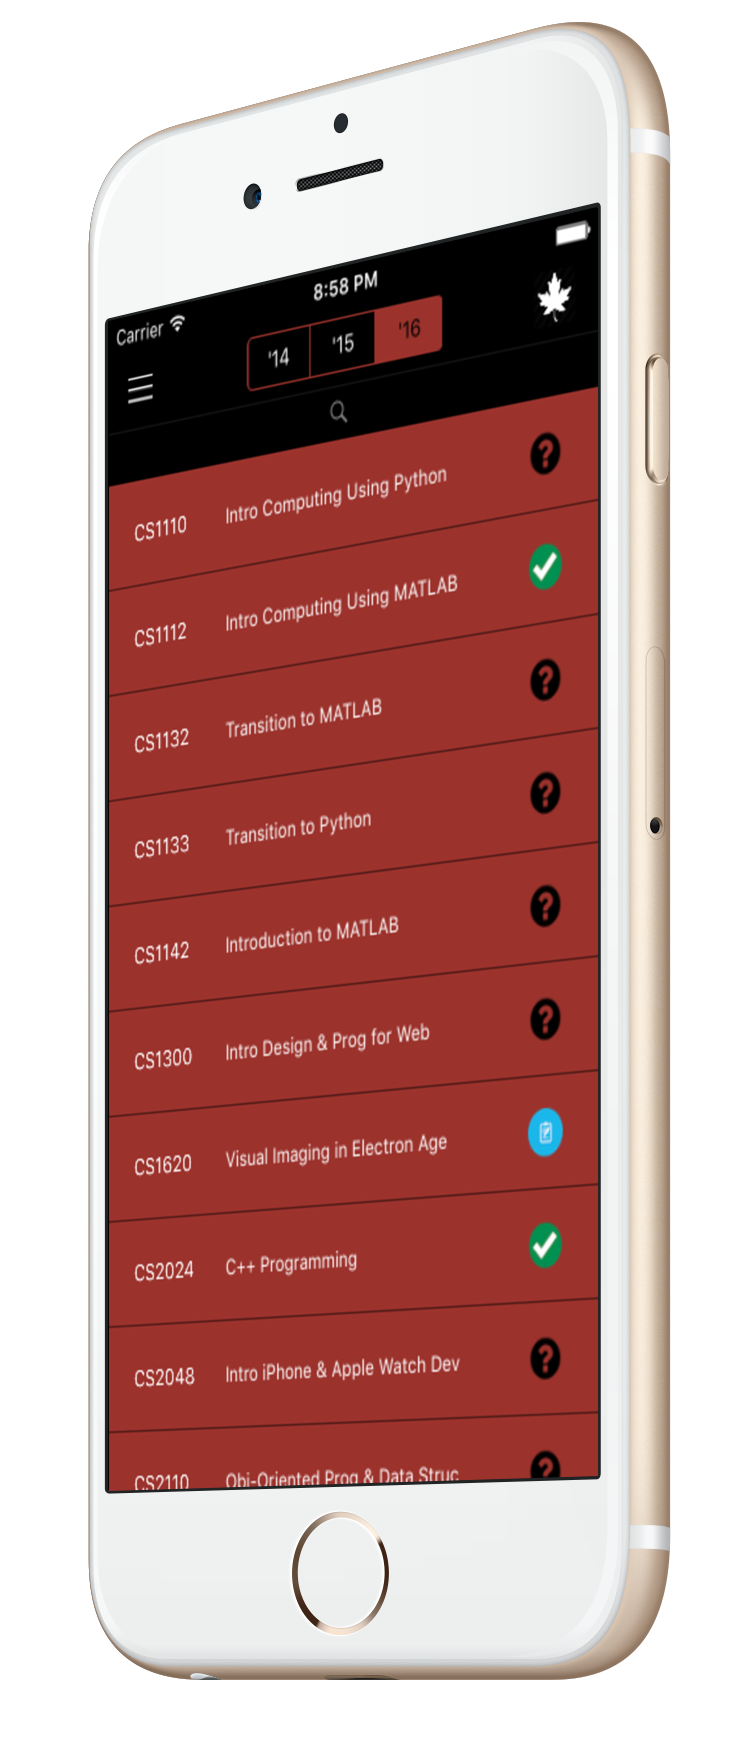 Carrier
8:58 PM
'14 '15 '16
CS1110 Intro Computing Using Python
CS1112 Intro Computing Using MATLAB
CS1132 Transition to MATLAB
CS1133 Transition to Python
CS1142 Introduction to MATLAB
CS1300 Intro Design & Prog for Web
CS1620 Visual Imaging in Electron Age
CS2024 C++ Programming
CS2048 Intro iPhone & Apple Watch Dev
CS2110 Obj-Oriented Prog & Data Struc